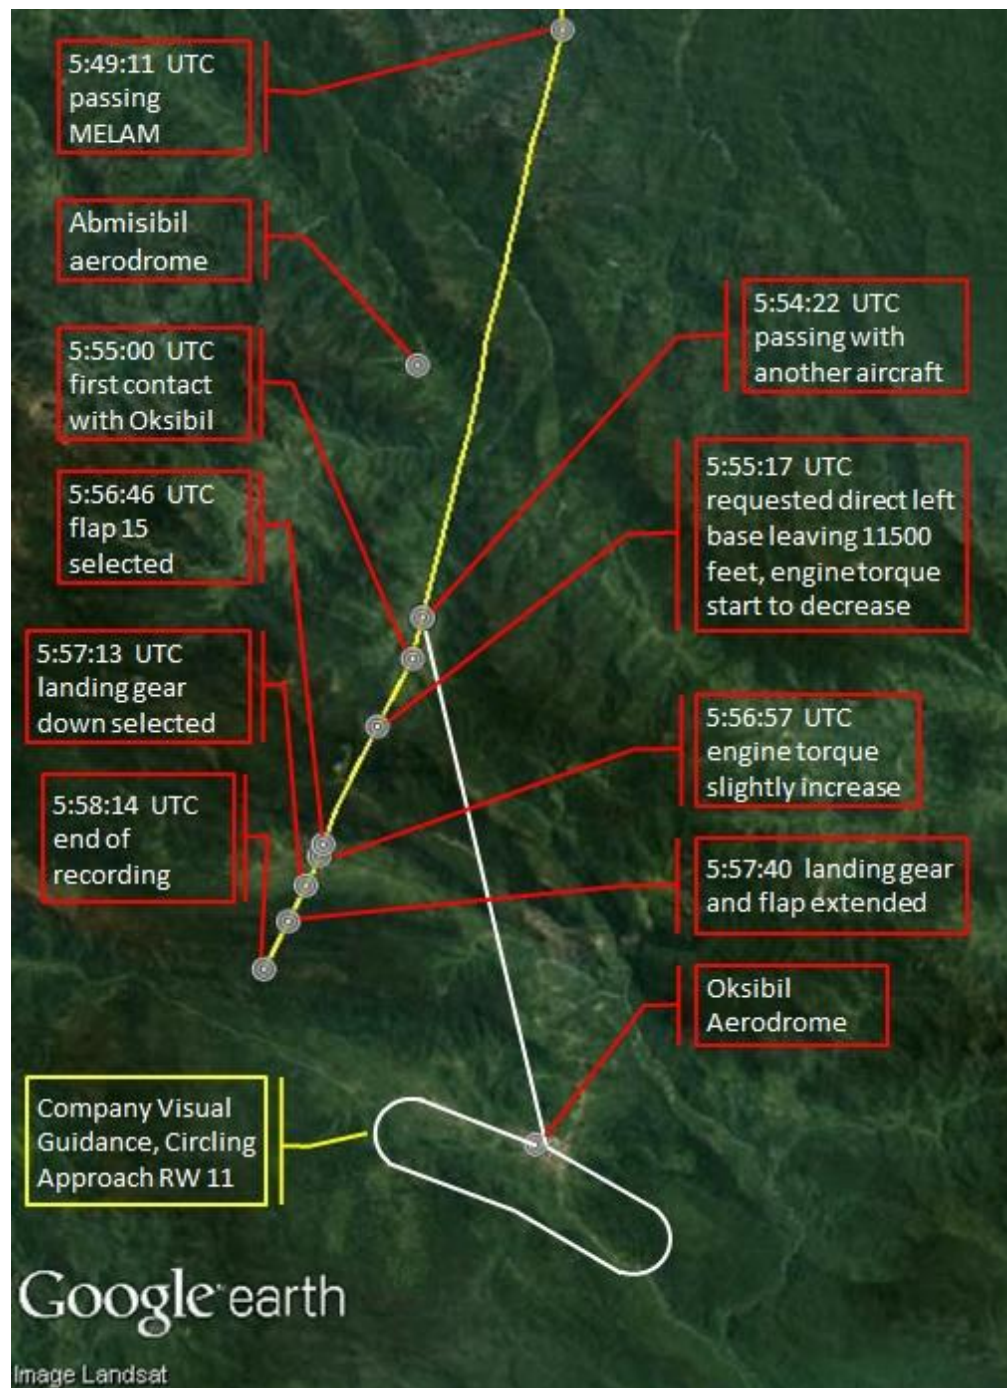 5:49:11 UTC
passing
MELAM
Abmisibil
aerodrome
5:54:22 UTC
passing with
another aircraft
5:55:00 UTC
first contact
with Oksibil
5:55:17 UTC
requested direct left
base leaving 11500
feet, engine torque
start to decrease
5:56:46 UTC
flap 15
selected
5:57:13 UTC
landing gear
down selected
5:56:57 UTC
engine torque
slightly increase
5:58:14 UTC
end of
recording
5:57:40 landing gear
and flap extended
Oksibil
Aerodrome
Company Visual
Guidance, Circling
Approach RW 11
Google earth
Image Landsat